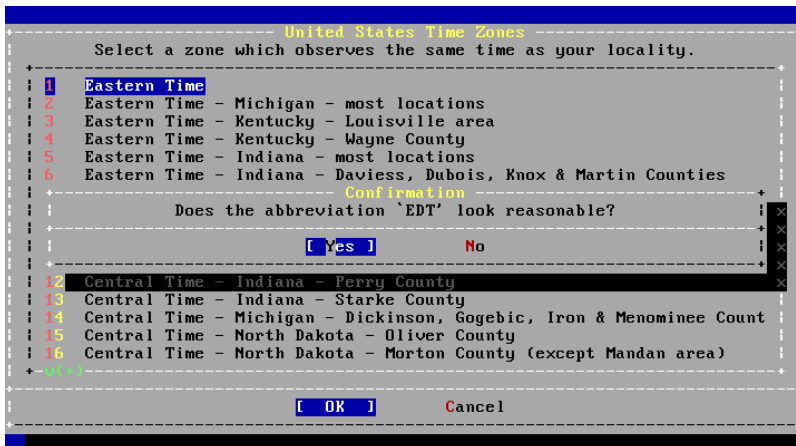 United States Time Zones
Select a zone which observes the same time as your locality.
1 Eastern Time
2 Eastern Time - Michigan - most locations
3 Eastern Time - Kentucky - Louisville area
4 Eastern Time - Kentucky - Wayne County
5 Eastern Time - Indiana - most locations
6 Eastern Time - Indiana - Daviess, Dubois, Knox & Martin Counties
Confirmation
Does the abbreviation `EDT' look reasonable?
[ Yes ] No
12 Central Time - Indiana - Perry County
13 Central Time - Indiana - Starke County
14 Central Time - Michigan - Dickinson, Gogebic, Iron & Menominee Count
15 Central Time - North Dakota - Oliver County
16 Central Time - North Dakota - Morton County (except Mandan area)
v(+)
[ OK ] Cancel